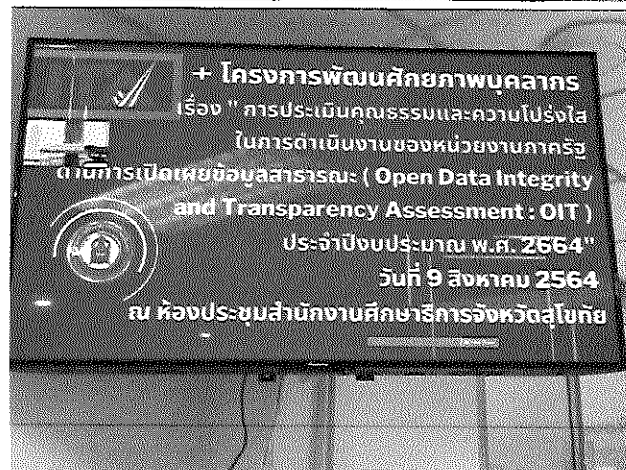 + โครงการพัฒนศักยภาพบุคลากร
เรื่อง " การประเมินคุณธรรมและความโปร่งใส
ในการดำเนินงานของหน่วยงานภาครัฐ
ด้านการเปิดเผยข้อมูลสาธารณะ ( Open Data Integrity
and Transparency Assessment : OIT )
ประจำปีงบประมาณ พ.ศ. 2664"
วันที่ 9 สิงหาคม 2564
ณ ห้องประชุมสำนักงานศึกษาธิการจังหวัดสุโขทัย